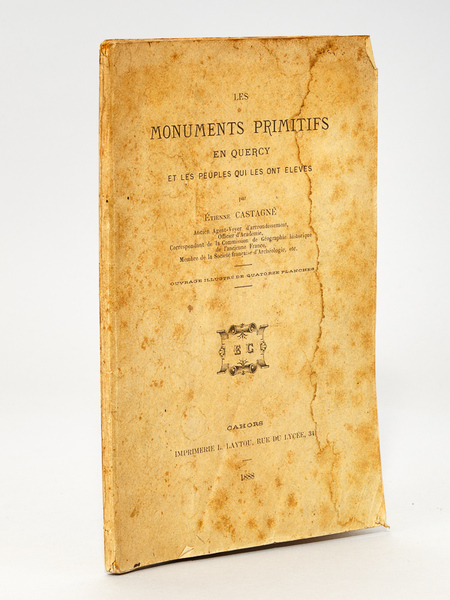 LES
MONUMENTS PRIMITIFS
EN QUERCY
ET LES PEUPLES QUI LES ONT ÉLEVÉS
par
ÉTIENNE CASTAGNÉ
Ancien Agent-Voyer d'arrondissement,
Officier d'Académie,
Correspondant de la Commission de Géographie historique
de l'ancienne France,
Membre de la Société française d'Archéologie, etc.
OUVRAGE ILLUSTRÉ DE QUATORZE PLANCHES
EC
CAHORS
IMPRIMERIE L. LAYTOU, RUE DU LYCÉE, 34
1888